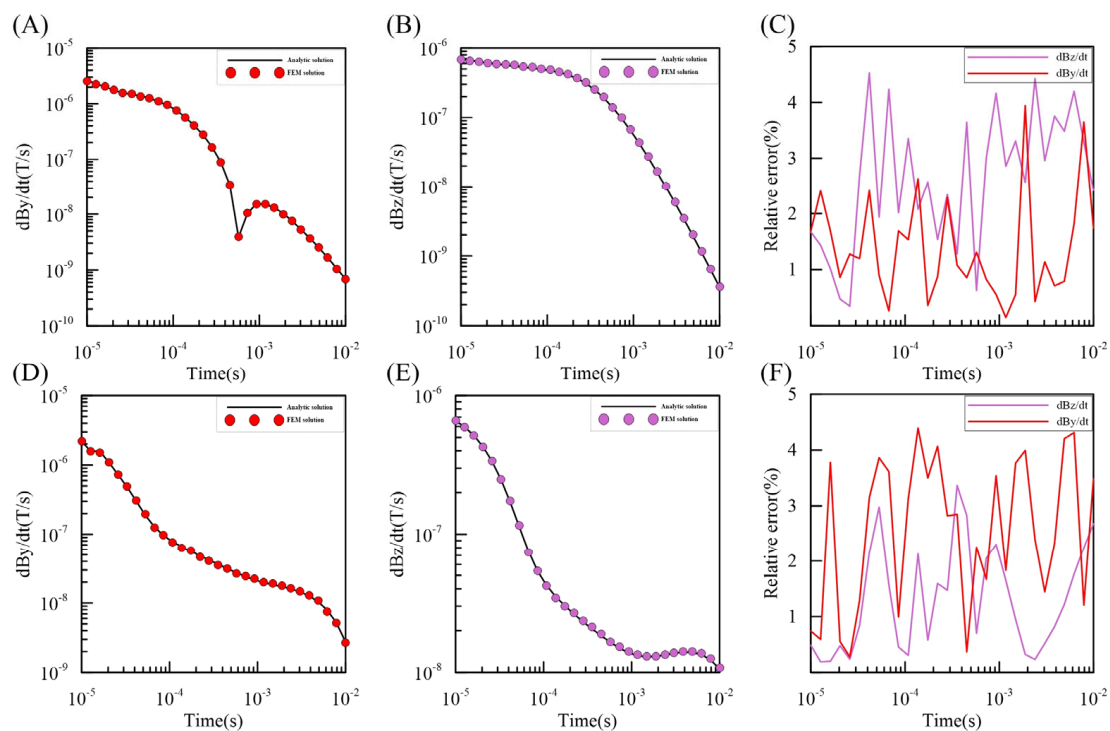 (A)
dBy/dt(T/s)
10⁻⁵
10⁻⁶
10⁻⁷
10⁻⁸
10⁻⁹
10⁻¹⁰
Analytic solution
FEM solution
10⁻⁵ 10⁻⁴ 10⁻³ 10⁻²
Time(s)
(B)
dBz/dt(T/s)
10⁻⁶
10⁻⁷
10⁻⁸
10⁻⁹
10⁻¹⁰
Analytic solution
FEM solution
10⁻⁵ 10⁻⁴ 10⁻³ 10⁻²
Time(s)
(C)
Relative error(%)
5
4
3
2
1
dBz/dt
dBy/dt
10⁻⁵ 10⁻⁴ 10⁻³ 10⁻²
Time(s)
(D)
dBy/dt(T/s)
10⁻⁵
10⁻⁶
10⁻⁷
10⁻⁸
10⁻⁹
Analytic solution
FEM solution
10⁻⁵ 10⁻⁴ 10⁻³ 10⁻²
Time(s)
(E)
dBz/dt(T/s)
10⁻⁶
10⁻⁷
10⁻⁸
Analytic solution
FEM solution
10⁻⁵ 10⁻⁴ 10⁻³ 10⁻²
Time(s)
(F)
Relative error(%)
5
4
3
2
1
dBz/dt
dBy/dt
10⁻⁵ 10⁻⁴ 10⁻³ 10⁻²
Time(s)